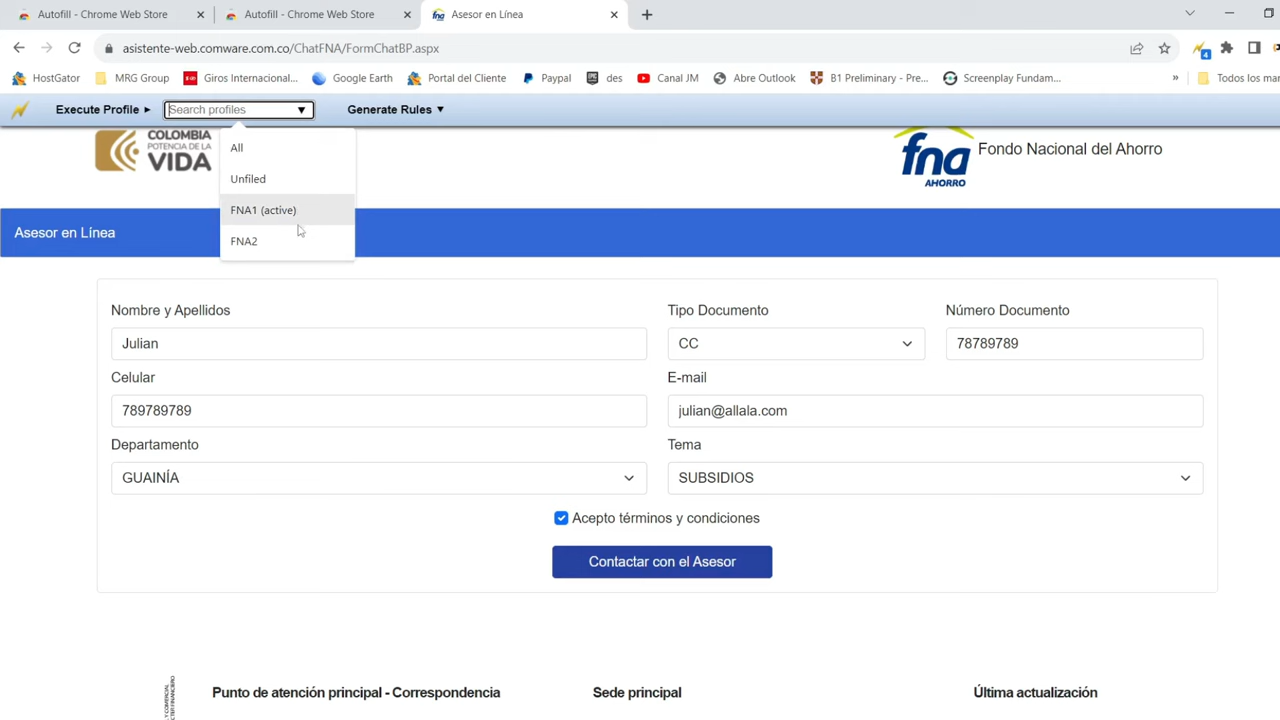 Autofill - Chrome Web Store
Autofill - Chrome Web Store
Asesor en Línea
asistente-web.comware.com.co/ChatFNA/FormChatBP.aspx
4
HostGator
MRG Group
Giros Internacional...
Google Earth
Portal del Cliente
Paypal
des
Canal JM
Abre Outlook
B1 Preliminary - Pre...
Screenplay Fundam...
»
Todos los mar
Execute Profile
Search profiles
Generate Rules
All
Unfiled
FNA1 (active)
FNA2
COLOMBIA
POTENCIA DE LA
VIDA
fna
AHORRO
Fondo Nacional del Ahorro
Asesor en Línea
Nombre y Apellidos
Tipo Documento
Número Documento
Julian
CC
78789789
Celular
E-mail
789789789
julian@allala.com
Departamento
Tema
GUAINÍA
SUBSIDIOS
Acepto términos y condiciones
Contactar con el Asesor
Punto de atención principal - Correspondencia
Sede principal
Última actualización